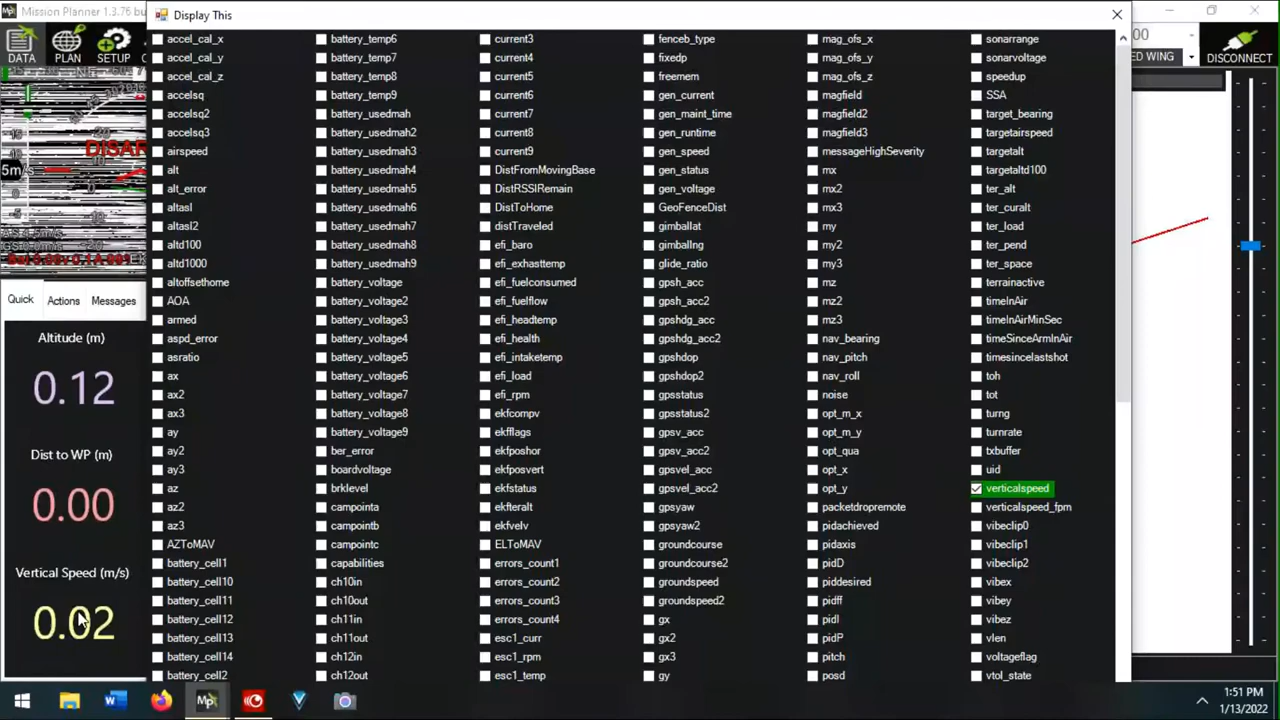 Mission Planner 1.3.76 bu
Display This
DATA
PLAN
SETUP
00
ED WING
DISCONNECT
5m/s
Quick
Actions
Messages
Altitude (m)
0.12
Dist to WP (m)
0.00
Vertical Speed (m/s)
0.02
accel_cal_x
accel_cal_y
accel_cal_z
accelsq
accelsq2
accelsq3
airspeed
alt
alt_error
altasl
altasl2
altd100
altd1000
altoffsethome
AOA
armed
aspd_error
asratio
ax
ax2
ax3
ay
ay2
ay3
az
az2
az3
AZToMAV
battery_cell1
battery_cell10
battery_cell11
battery_cell12
battery_cell13
battery_cell14
battery_cell2
battery_temp6
battery_temp7
battery_temp8
battery_temp9
battery_usedmah
battery_usedmah2
battery_usedmah3
battery_usedmah4
battery_usedmah5
battery_usedmah6
battery_usedmah7
battery_usedmah8
battery_usedmah9
battery_voltage
battery_voltage2
battery_voltage3
battery_voltage4
battery_voltage5
battery_voltage6
battery_voltage7
battery_voltage8
battery_voltage9
ber_error
boardvoltage
brklevel
campointa
campointb
campointc
capabilities
ch10in
ch10out
ch11in
ch11out
ch12in
ch12out
current3
current4
current5
current6
current7
current8
current9
DistFromMovingBase
DistRSSIRemain
DistToHome
distTraveled
efi_baro
efi_exhasttemp
efi_fuelconsumed
efi_fuelflow
efi_headtemp
efi_health
efi_intaketemp
efi_load
efi_rpm
ekfcompv
ekfflags
ekfposhor
ekfposvert
ekfstatus
ekfteralt
ekfvelv
ELToMAV
errors_count1
errors_count2
errors_count3
errors_count4
esc1_curr
esc1_rpm
esc1_temp
fenceb_type
fixedp
freemem
gen_current
gen_maint_time
gen_runtime
gen_speed
gen_status
gen_voltage
GeoFenceDist
gimballat
gimballng
glide_ratio
gpsh_acc
gpsh_acc2
gpshdg_acc
gpshdg_acc2
gpshdop
gpshdop2
gpsstatus
gpsstatus2
gpsv_acc
gpsv_acc2
gpsvel_acc
gpsvel_acc2
gpsyaw
gpsyaw2
groundcourse
groundcourse2
groundspeed
groundspeed2
gx
gx2
gx3
gy
mag_ofs_x
mag_ofs_y
mag_ofs_z
magfield
magfield2
magfield3
messageHighSeverity
mx
mx2
mx3
my
my2
my3
mz
mz2
mz3
nav_bearing
nav_pitch
nav_roll
noise
opt_m_x
opt_m_y
opt_qua
opt_x
opt_y
packetdropremote
pidachieved
pidaxis
pidD
piddesired
pidff
pidI
pidP
pitch
posd
sonarrange
sonarvoltage
speedup
SSA
target_bearing
targetairspeed
targetalt
targetaltd100
ter_alt
ter_curalt
ter_load
ter_pend
ter_space
terrainactive
timeInAir
timeInAirMinSec
timeSinceArmInAir
timesincelastshot
toh
tot
turng
turnrate
txbuffer
uid
verticalspeed
verticalspeed_fpm
vibeclip0
vibeclip1
vibeclip2
vibex
vibey
vibez
vlen
voltageflag
vtol_state
1:51 PM
1/13/2022